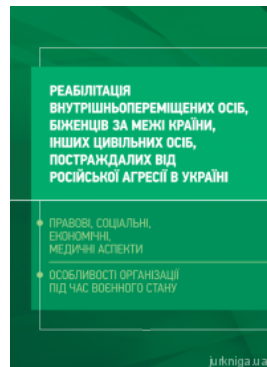 РЕАБІЛІТАЦІЯ
ВНУТРІШНЬОПЕРЕМІЩЕНИХ ОСІБ,
БІЖЕНЦІВ ЗА МЕЖІ КРАЇНИ,
ІНШИХ ЦИВІЛЬНИХ ОСІБ,
ПОСТРАЖДАЛИХ ВІД
РОСІЙСЬКОЇ АГРЕСІЇ В УКРАЇНІ
ПРАВОВІ, СОЦІАЛЬНІ,
ЕКОНОМІЧНІ,
МЕДИЧНІ АСПЕКТИ
ОСОБЛИВОСТІ ОРГАНІЗАЦІЇ
ПІД ЧАС ВОЄННОГО СТАНУ
jurkniga.ua